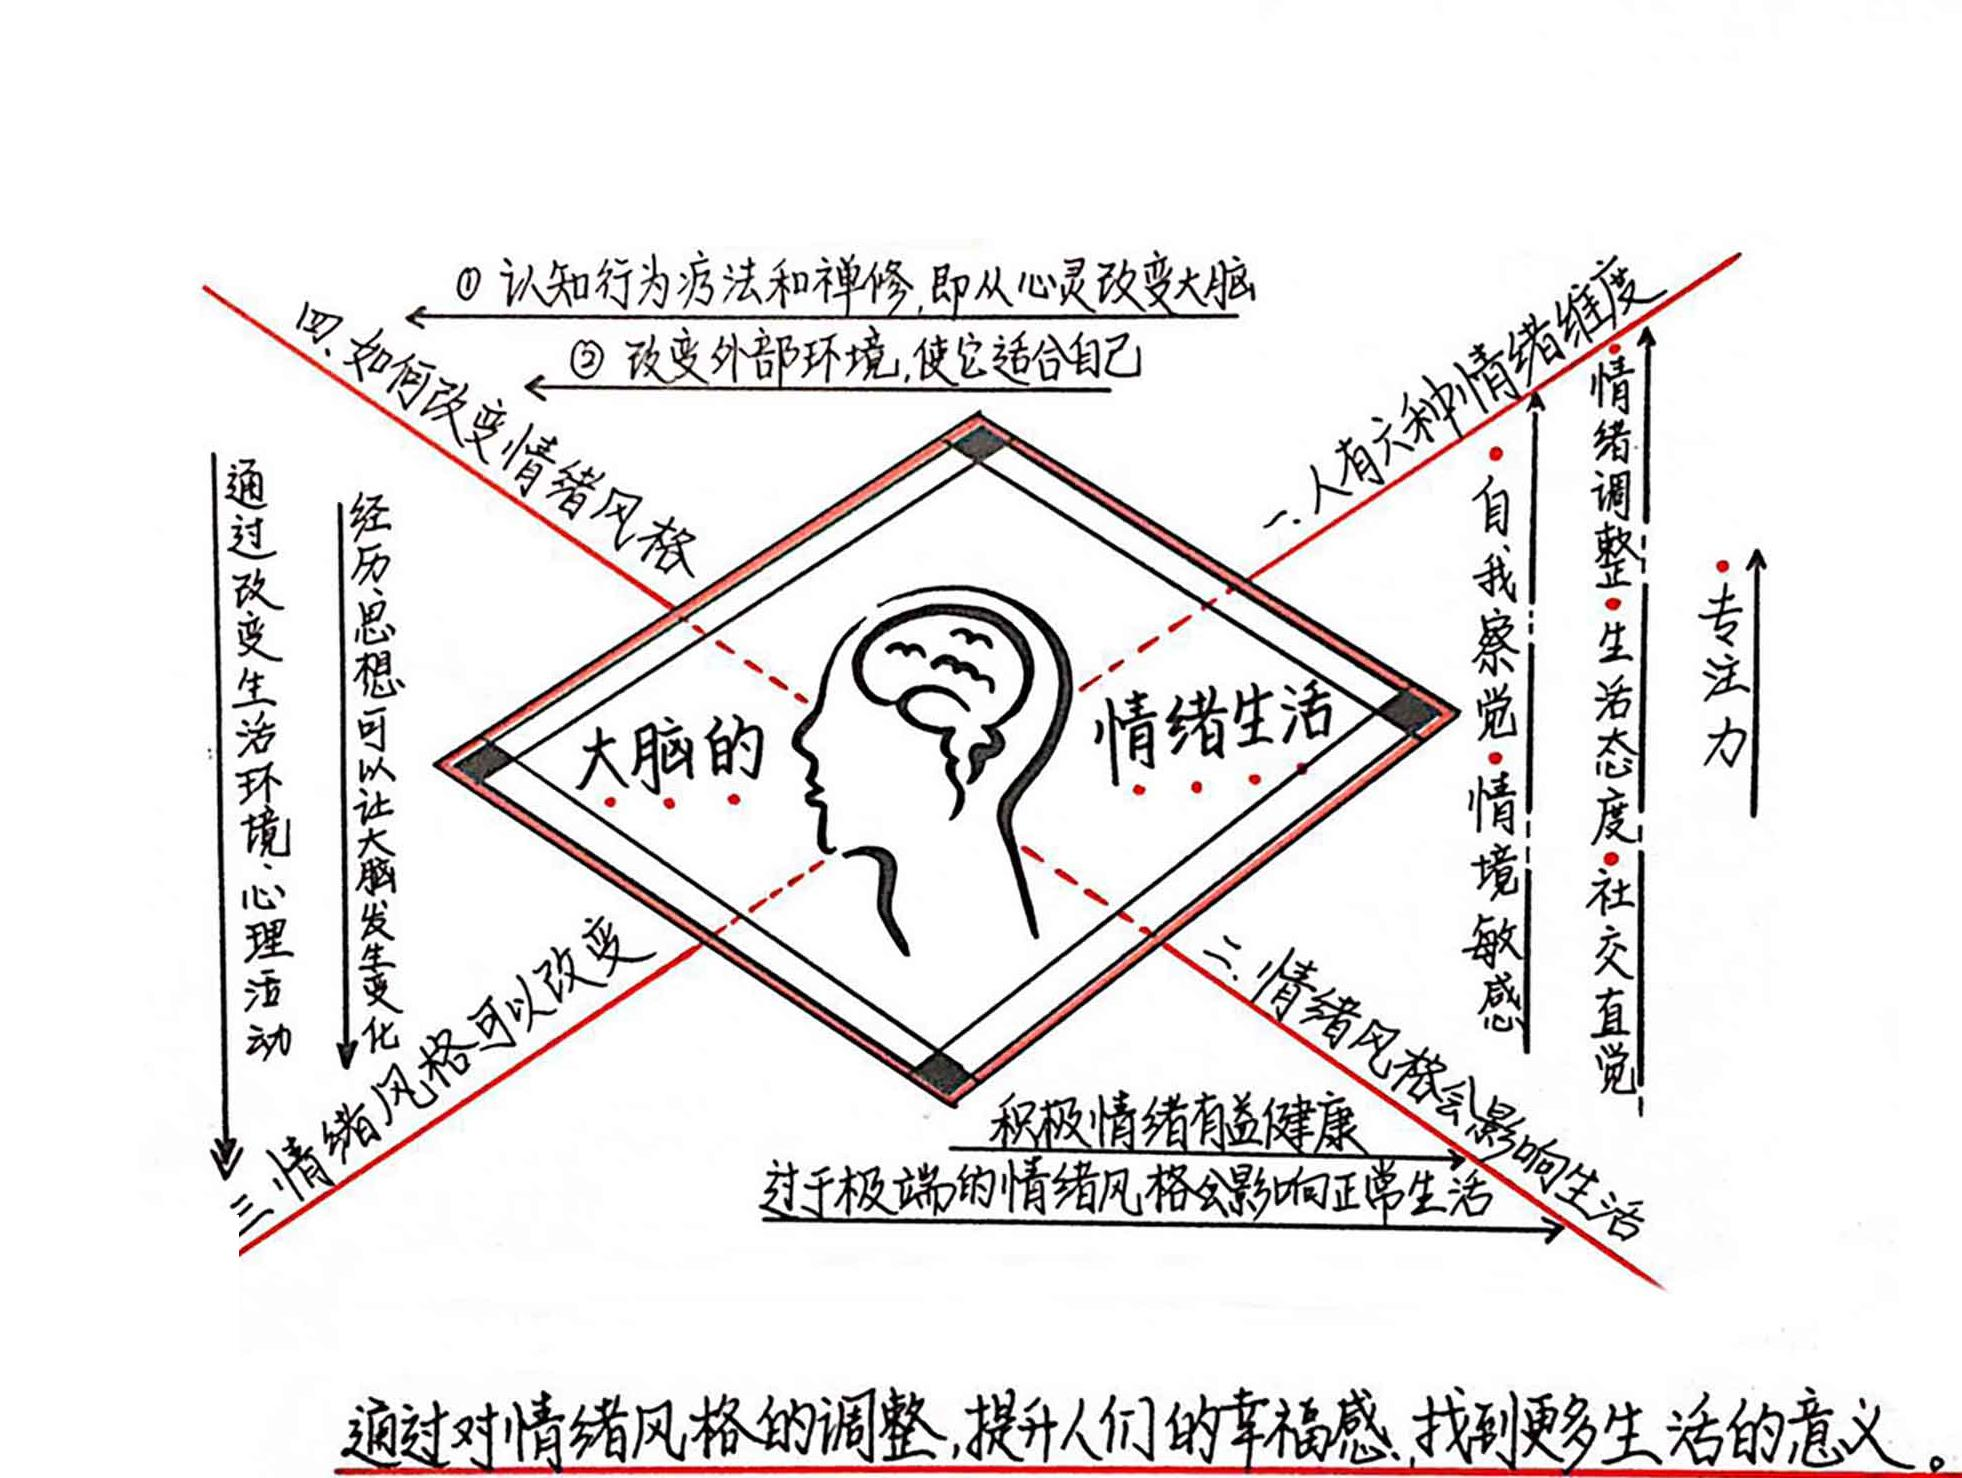 大脑的
情绪生活
一.人有六种情绪维度
•自我察觉•情境敏感
•情绪调整•生活态度•社交直觉
•专注力
二.情绪风格会影响生活
积极情绪有益健康
过于极端的情绪风格会影响正常生活
三.情绪风格可以改变
经历、思想可以让大脑发生变化
通过改变生活环境、心理活动
四.如何改变情绪风格
① 认知行为疗法和禅修,即从心灵改变大脑
② 改变外部环境,使它适合自己
通过对情绪风格的调整,提升人们的幸福感,找到更多生活的意义。